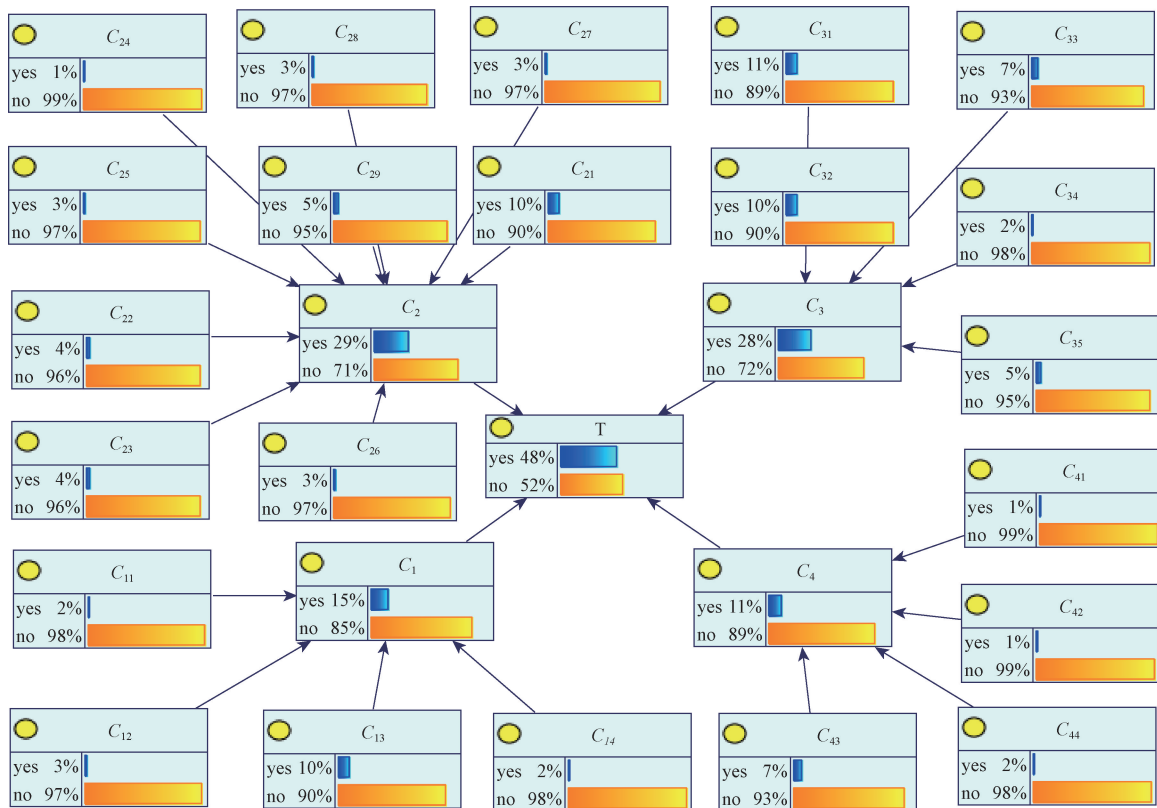 C24
yes 1%
no 99%
C28
yes 3%
no 97%
C27
yes 3%
no 97%
C31
yes 11%
no 89%
C33
yes 7%
no 93%
C25
yes 3%
no 97%
C29
yes 5%
no 95%
C21
yes 10%
no 90%
C32
yes 10%
no 90%
C34
yes 2%
no 98%
C22
yes 4%
no 96%
C2
yes 29%
no 71%
C3
yes 28%
no 72%
C35
yes 5%
no 95%
C23
yes 4%
no 96%
C26
yes 3%
no 97%
T
yes 48%
no 52%
C41
yes 1%
no 99%
C11
yes 2%
no 98%
C1
yes 15%
no 85%
C4
yes 11%
no 89%
C42
yes 1%
no 99%
C12
yes 3%
no 97%
C13
yes 10%
no 90%
C14
yes 2%
no 98%
C43
yes 7%
no 93%
C44
yes 2%
no 98%